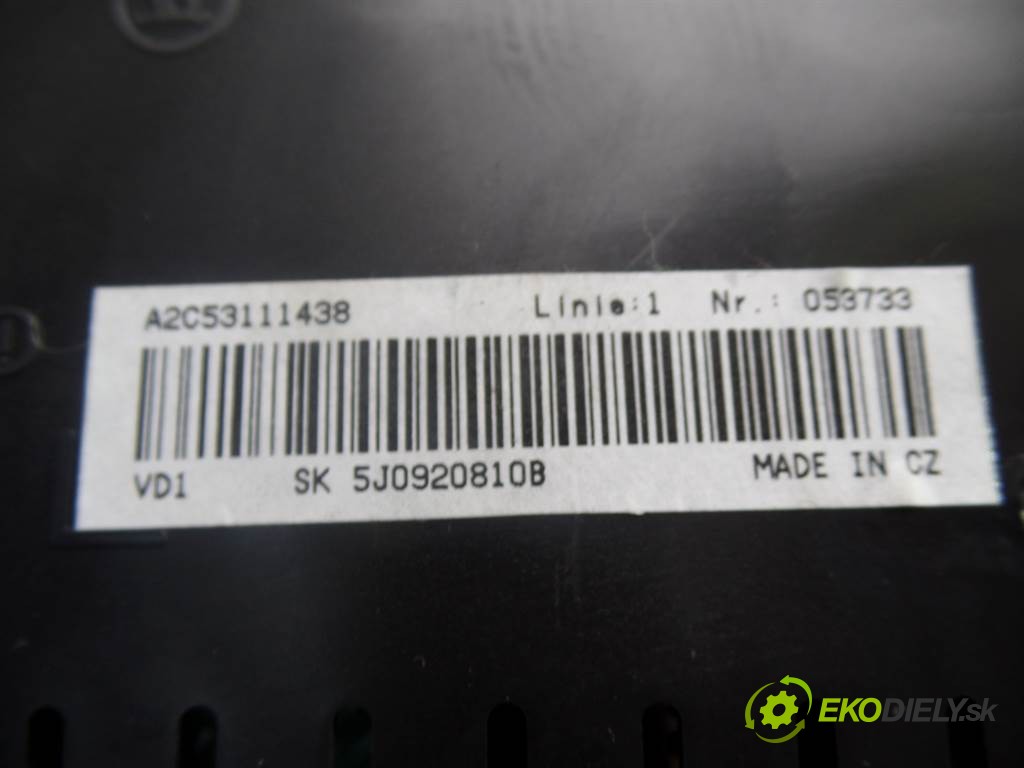 A2C53111438 Linie:1 Nr.: 053733
VD1 SK 5J0920810B MADE IN CZ
EKODIELY.sk